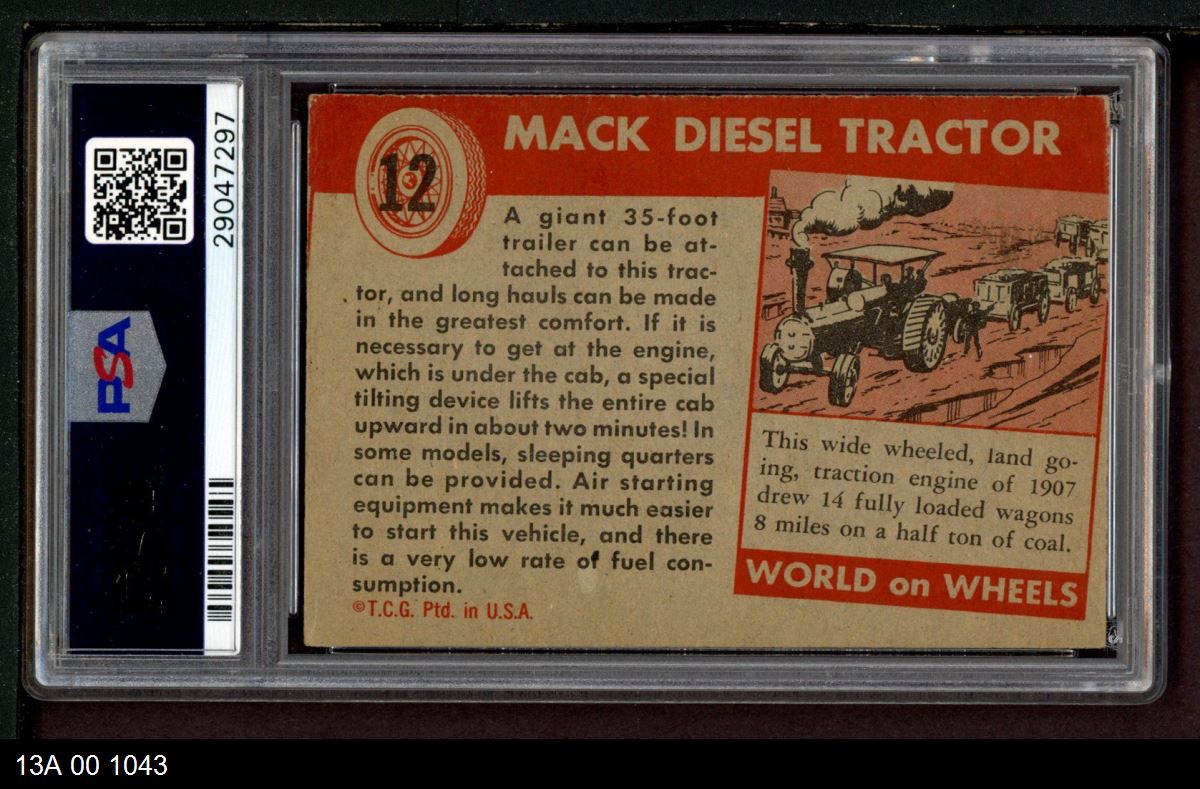 PSA
29047297
12
MACK DIESEL TRACTOR
A giant 35-foot
trailer can be at-
tached to this trac-
tor, and long hauls can be made
in the greatest comfort. If it is
necessary to get at the engine,
which is under the cab, a special
tilting device lifts the entire cab
upward in about two minutes! In
some models, sleeping quarters
can be provided. Air starting
equipment makes it much easier
to start this vehicle, and there
is a very low rate of fuel con-
sumption.
©T.C.G. Ptd. in U.S.A.
This wide wheeled, land go-
ing, traction engine of 1907
drew 14 fully loaded wagons
8 miles on a half ton of coal.
WORLD on WHEELS
13A 00 1043